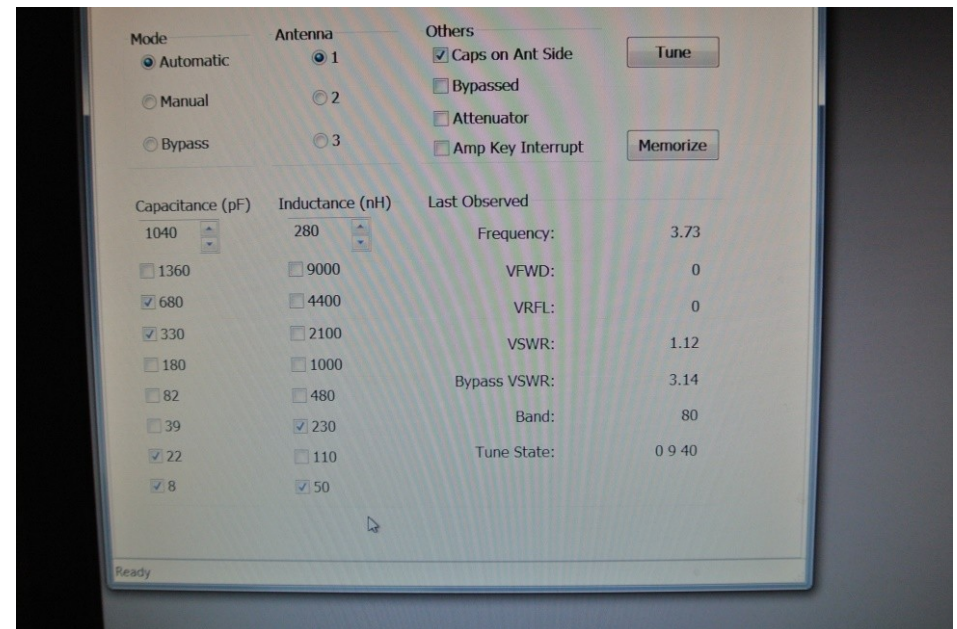 Mode Antenna Others
Automatic 1 Caps on Ant Side Tune
Bypassed
Manual 2
Attenuator
Bypass 3 Amp Key Interrupt Memorize
Capacitance (pF) Inductance (nH) Last Observed
1040 280 Frequency: 3.73
1360 9000 VFWD: 0
680 4400 VRFL: 0
330 2100 VSWR: 1.12
180 1000
82 480 Bypass VSWR: 3.14
39 230 Band: 80
22 110 Tune State: 0 9 40
8 50
Ready